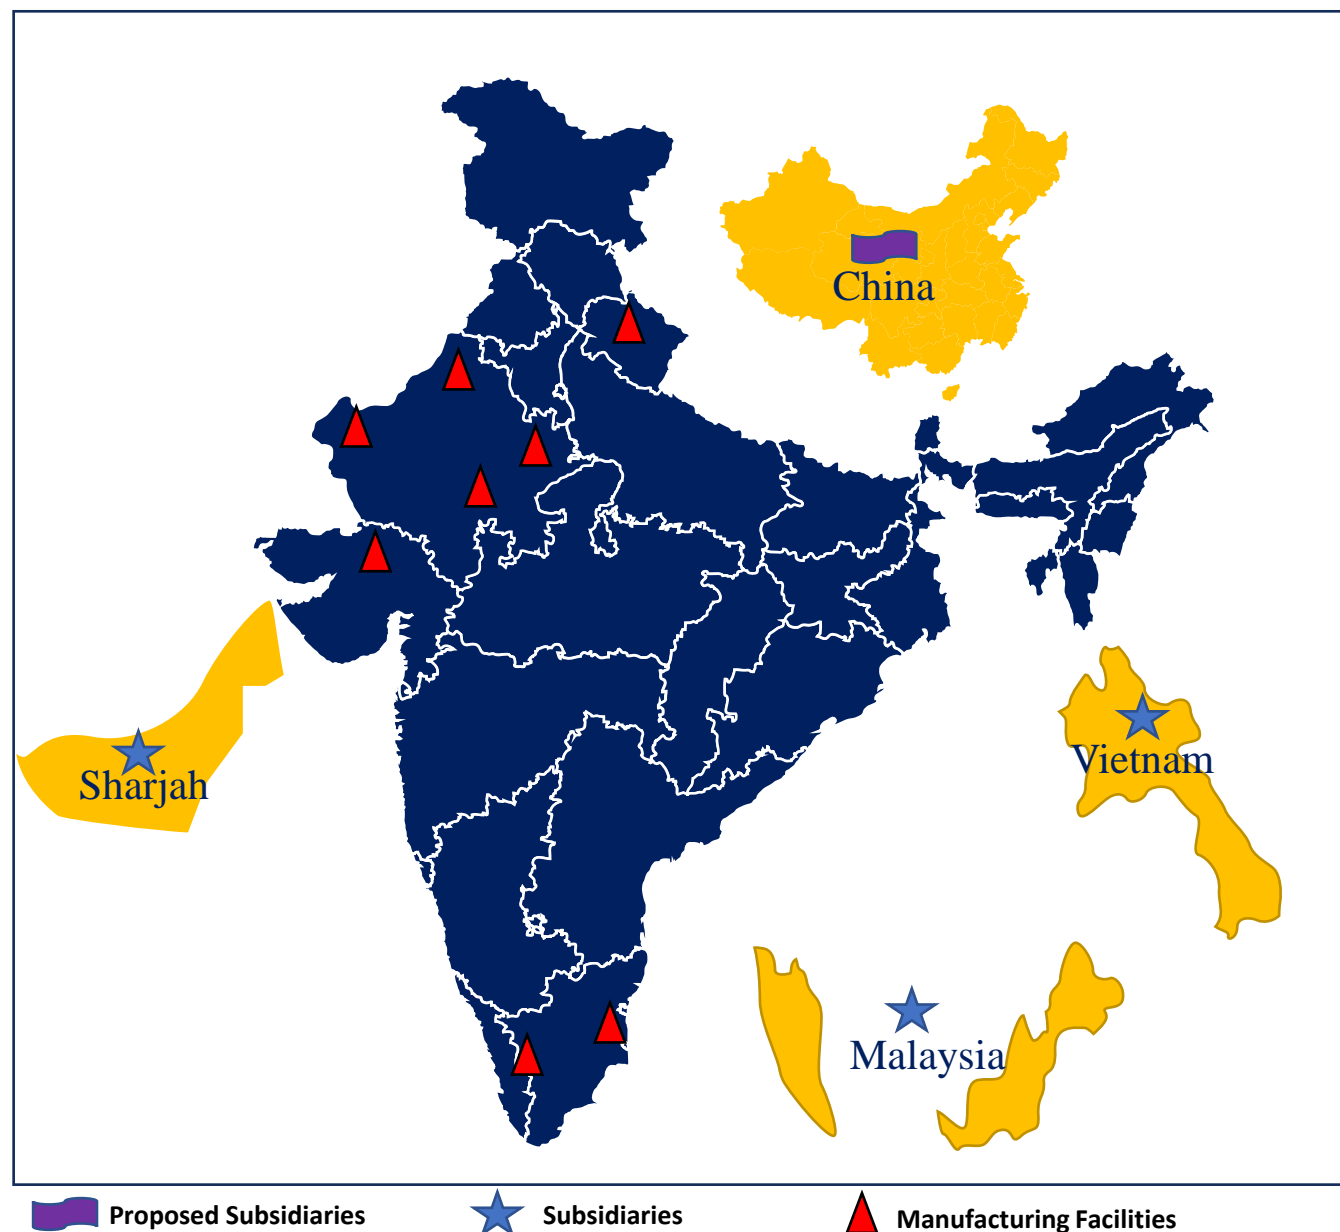 China
Sharjah
Vietnam
Malaysia
Proposed Subsidiaries
Subsidiaries
Manufacturing Facilities